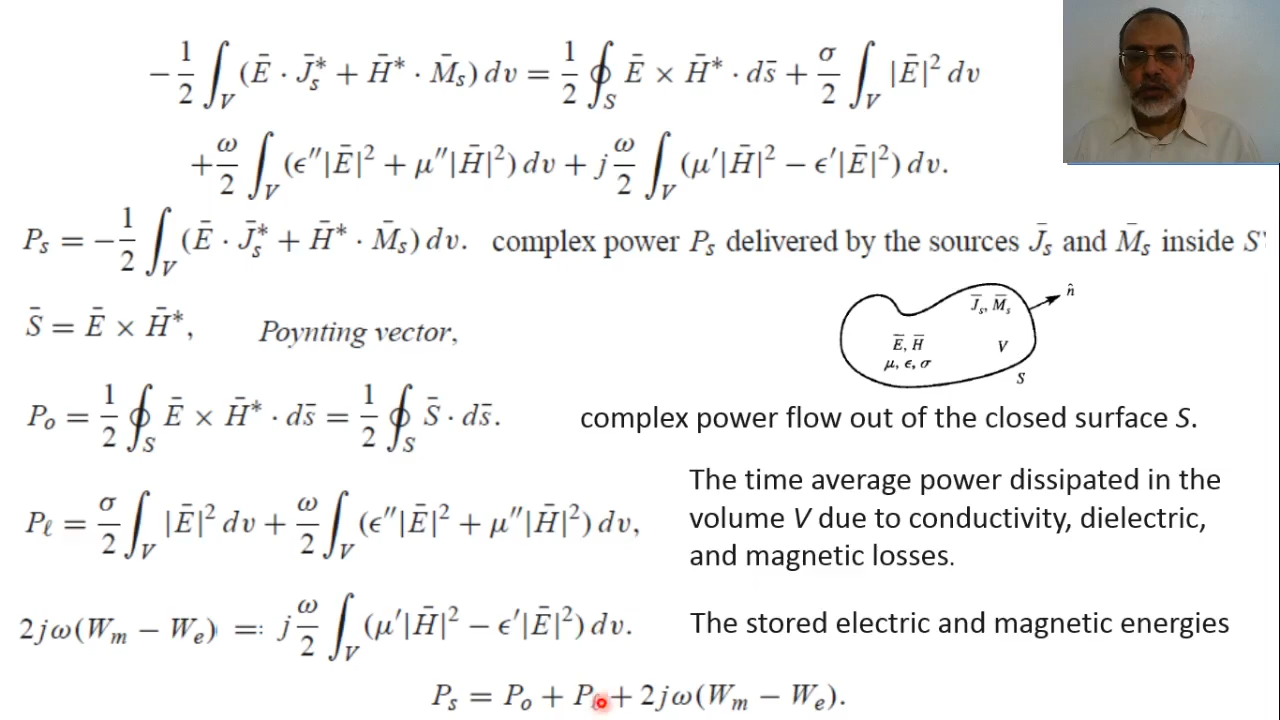 −1/2 ∫_V (Ē · J̄_s* + H̄* · M̄_s) dv = 1/2 ∮_S Ē × H̄* · ds̄ + σ/2 ∫_V |Ē|² dv
+ω/2 ∫_V (ϵ″|Ē|² + μ″|H̄|²) dv + j ω/2 ∫_V (μ′|H̄|² − ϵ′|Ē|²) dv.
P_s = −1/2 ∫_V (Ē · J̄_s* + H̄* · M̄_s) dv. complex power P_s delivered by the sources J̄_s and M̄_s inside S
J̄_s, M̄_s n̂
S̄ = Ē × H̄*, Poynting vector,
Ē, H̄ V
μ, ϵ, σ
S
P_o = 1/2 ∮_S Ē × H̄* · ds̄ = 1/2 ∮_S S̄ · ds̄. complex power flow out of the closed surface S.
The time average power dissipated in the
P_ℓ = σ/2 ∫_V |Ē|² dv + ω/2 ∫_V (ϵ″|Ē|² + μ″|H̄|²) dv, volume V due to conductivity, dielectric,
and magnetic losses.
2jω(W_m − W_e) = j ω/2 ∫_V (μ′|H̄|² − ϵ′|Ē|²) dv. The stored electric and magnetic energies
P_s = P_o + P + 2jω(W_m − W_e).